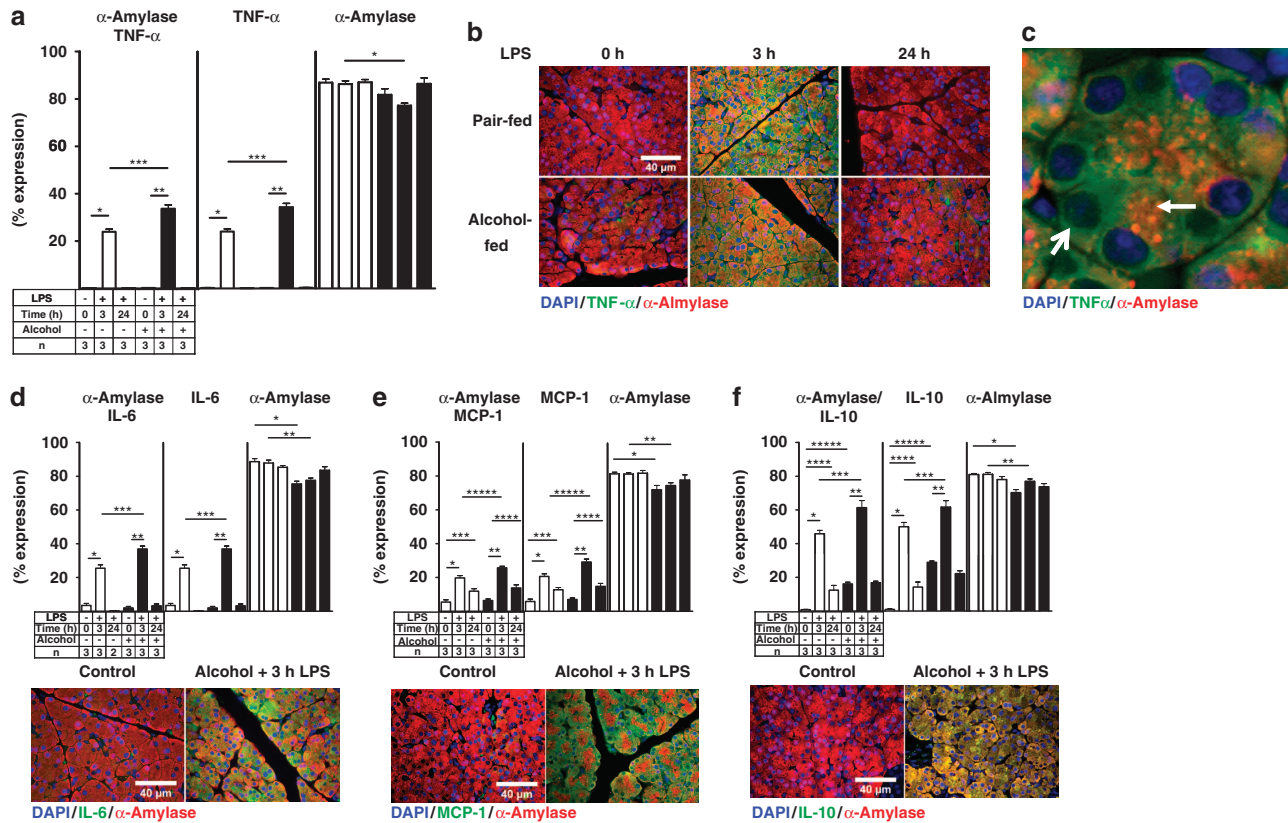 a
α-Amylase
TNF-α
TNF-α
α-Amylase
(% expression)
100
80
60
40
20
*
***
**
*
***
**
*
LPS - + + - + +
Time (h) 0 3 24 0 3 24
Alcohol - - - + + +
n 3 3 3 3 3 3
b
LPS 0 h 3 h 24 h
Pair-fed
40 μm
Alcohol-
fed
DAPI/TNF-α/α-Almylase
c
DAPI/TNFα/α-Amylase
d
α-Amylase
IL-6
IL-6
α-Amylase
(% expression)
100
80
60
40
20
*
***
**
*
***
**
*
**
LPS - + + - + +
Time (h) 0 3 24 0 3 24
Alcohol - - - + + +
n 3 3 2 3 3 3
Control Alcohol + 3 h LPS
40 μm
DAPI/IL-6/α-Amylase
e
α-Amylase
MCP-1
MCP-1
α-Amylase
(% expression)
100
80
60
40
20
*
***
*****
**
****
*
***
*****
**
****
**
*
LPS - + + - + +
Time (h) 0 3 24 0 3 24
Alcohol - - - + + +
n 3 3 3 3 3 3
Control Alcohol + 3 h LPS
40 μm
DAPI/MCP-1/α-Amylase
f
α-Amylase/
IL-10
IL-10
α-Almylase
(% expression)
100
80
60
40
20
*****
****
***
**
*
*****
****
***
**
*
*
**
LPS - + + - + +
Time (h) 0 3 24 0 3 24
Alcohol - - - + + +
n 3 3 3 3 3 3
Control Alcohol + 3 h LPS
40 μm
DAPI/IL-10/α-Amylase